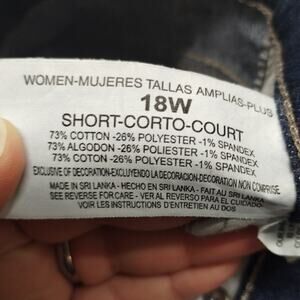 WOMEN-MUJERES TALLAS AMPLIAS-PLUS
18W
SHORT-CORTO-COURT
73% COTTON -26% POLYESTER -1% SPANDEX
73% ALGODON -26% POLYESTER -1% SPANDEX
73% COTON -26% POLYESTER -1% SPANDEX
EXCLUSIVE OF DECORATION-EXCLUYENDO LA DECORACION-DECORATION NON COMPRISE
MADE IN SRI LANKA - HECHO EN SRI LANKA - FAIT AU SRI LANKA
SEE REVERSE FOR CARE - VER AL REVERSO PARA EL CUIDADO
VOIR LES INSTRUCTIONS D'ENTRETIEN AU DOS